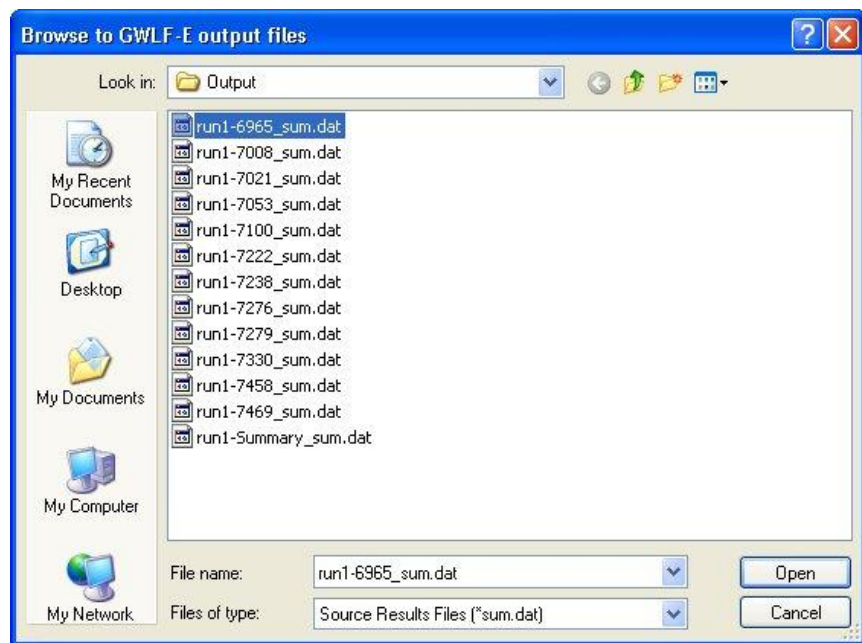 Browse to GWLF-E output files
Look in: Output
My Recent
Documents
Desktop
My Documents
My Computer
My Network
run1-6965_sum.dat
run1-7008_sum.dat
run1-7021_sum.dat
run1-7053_sum.dat
run1-7100_sum.dat
run1-7222_sum.dat
run1-7238_sum.dat
run1-7276_sum.dat
run1-7279_sum.dat
run1-7330_sum.dat
run1-7458_sum.dat
run1-7469_sum.dat
run1-Summary_sum.dat
File name: run1-6965_sum.dat Open
Files of type: Source Results Files (*sum.dat) Cancel